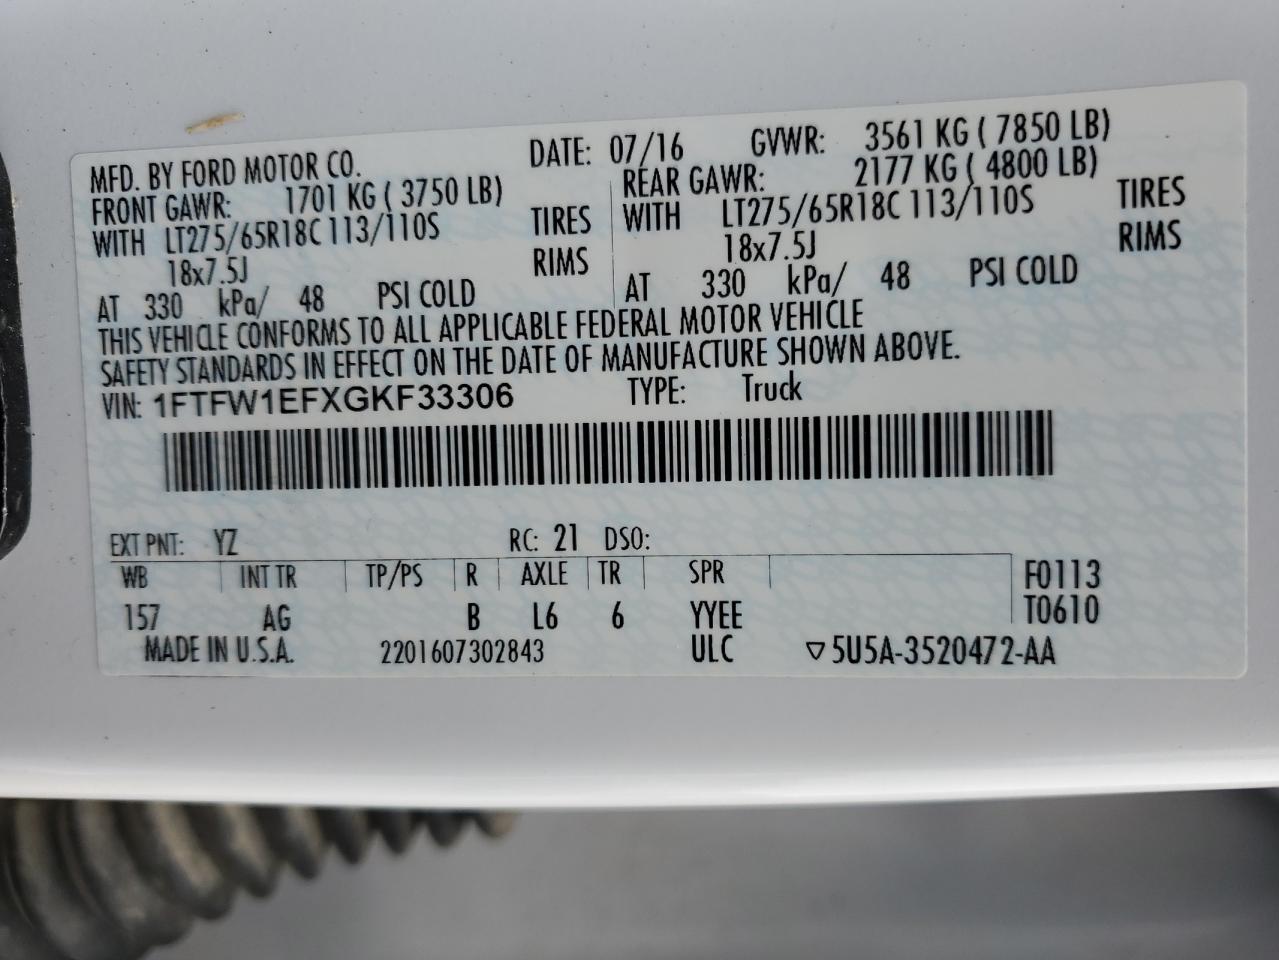 MFD. BY FORD MOTOR CO. DATE: 07/16 GVWR: 3561 KG ( 7850 LB)
FRONT GAWR: 1701 KG ( 3750 LB) REAR GAWR: 2177 KG ( 4800 LB)
WITH LT275/65R18C 113/110S TIRES WITH LT275/65R18C 113/110S TIRES
18x7.5J RIMS 18x7.5J RIMS
AT 330 kPa/ 48 PSI COLD AT 330 kPa/ 48 PSI COLD
THIS VEHICLE CONFORMS TO ALL APPLICABLE FEDERAL MOTOR VEHICLE
SAFETY STANDARDS IN EFFECT ON THE DATE OF MANUFACTURE SHOWN ABOVE.
VIN: 1FTFW1EFXGKF33306 TYPE: Truck
EXT PNT: YZ RC: 21 DSO:
WB INT TR TP/PS R AXLE TR SPR F0113
157 AG B L6 6 YYEE T0610
MADE IN U.S.A. 2201607302843 ULC ▽5U5A-3520472-AA